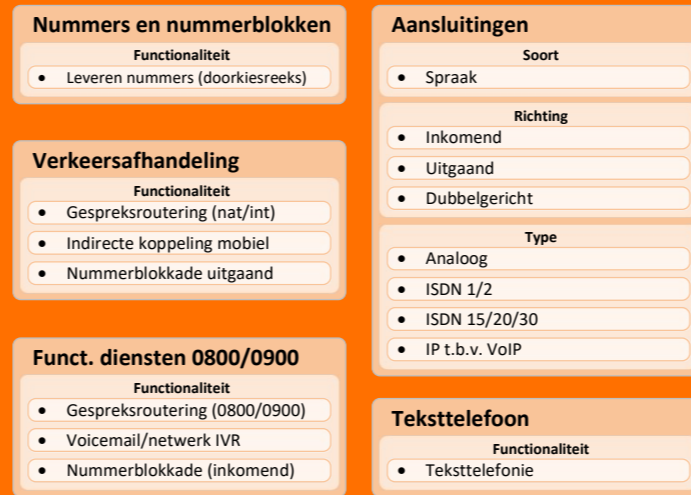 Nummers en nummerblokken
Functionaliteit
• Leveren nummers (doorkiesreeks)
Verkeersafhandeling
Functionaliteit
• Gespreksroutering (nat/int)
• Indirecte koppeling mobiel
• Nummerblokkade uitgaand
Funct. diensten 0800/0900
Functionaliteit
• Gespreksroutering (0800/0900)
• Voicemail/netwerk IVR
• Nummerblokkade (inkomend)
Aansluitingen
Soort
• Spraak
Richting
• Inkomend
• Uitgaand
• Dubbelgericht
Type
• Analoog
• ISDN 1/2
• ISDN 15/20/30
• IP t.b.v. VoIP
Teksttelefoon
Functionaliteit
• Teksttelefonie